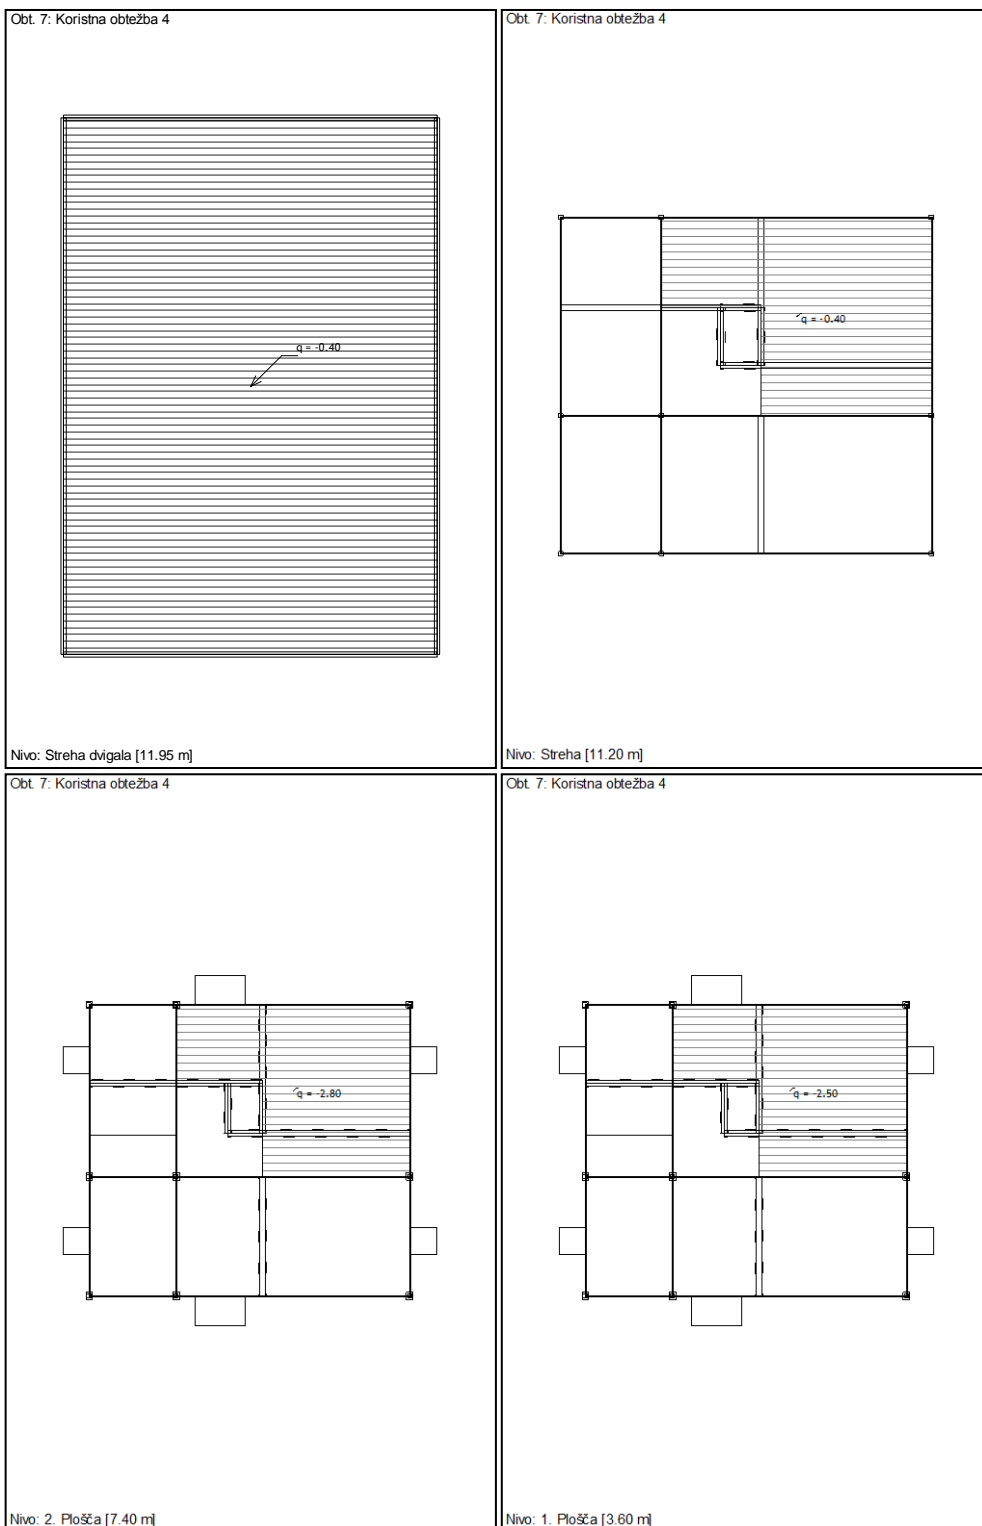 Obt. 7: Koristna obtežba 4
q = -0.40
Nivo: Streha dvigala [11.95 m]
Obt. 7: Koristna obtežba 4
q = -0.40
Nivo: Streha [11.20 m]
Obt. 7: Koristna obtežba 4
q = -2.80
Nivo: 2. Plošča [7.40 m]
Obt. 7: Koristna obtežba 4
q = -2.50
Nivo: 1. Plošča [3.60 m]